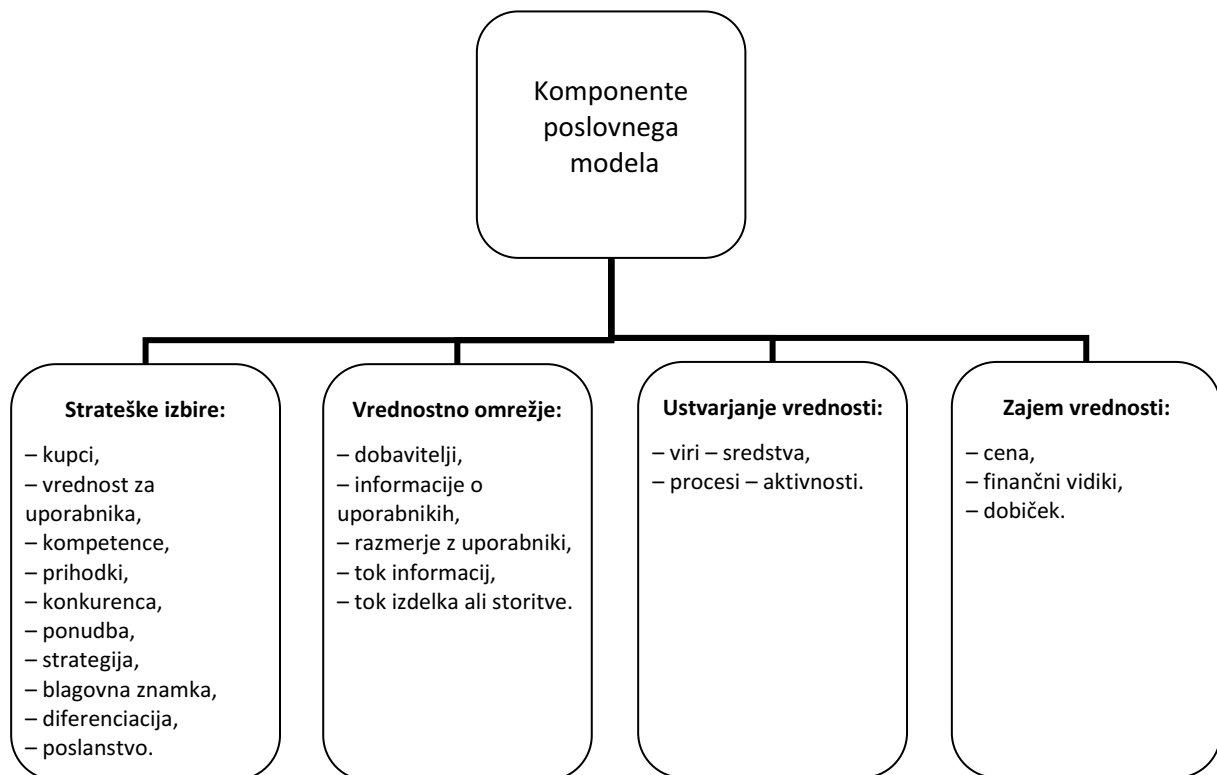 Komponente
poslovnega
modela
Strateške izbire:
– kupci,
– vrednost za
uporabnika,
– kompetence,
– prihodki,
– konkurenca,
– ponudba,
– strategija,
– blagovna znamka,
– diferenciacija,
– poslanstvo.
Vrednostno omrežje:
– dobavitelji,
– informacije o
uporabnikih,
– razmerje z uporabniki,
– tok informacij,
– tok izdelka ali storitve.
Ustvarjanje vrednosti:
– viri – sredstva,
– procesi – aktivnosti.
Zajem vrednosti:
– cena,
– finančni vidiki,
– dobiček.